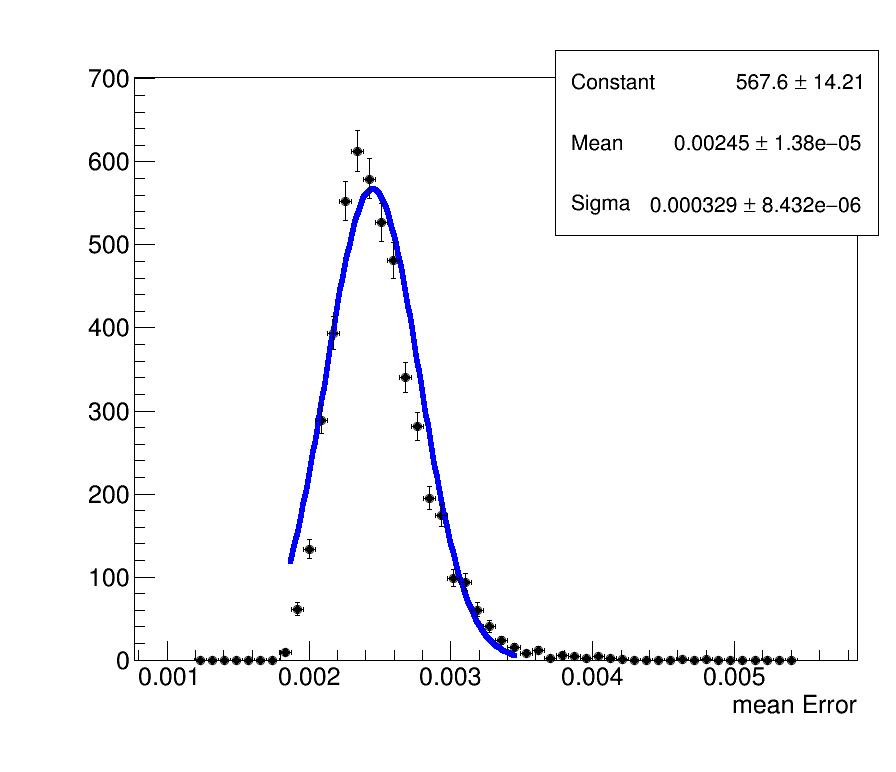 Constant 567.6 ± 14.21
Mean 0.00245 ± 1.38e−05
Sigma 0.000329 ± 8.432e−06
700
600
500
400
300
200
100
0
0.001 0.002 0.003 0.004 0.005
mean Error